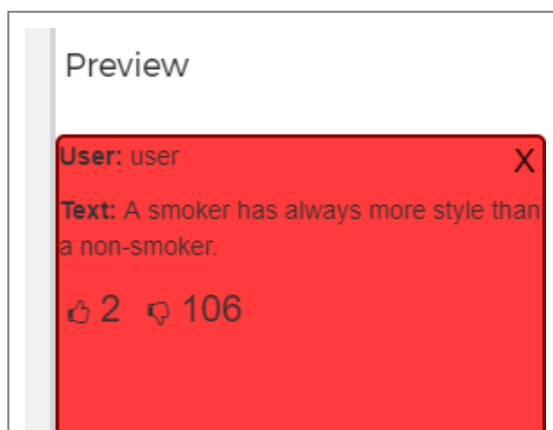 Preview
User: user
X
Text: A smoker has always more style than
a non-smoker.
2 106